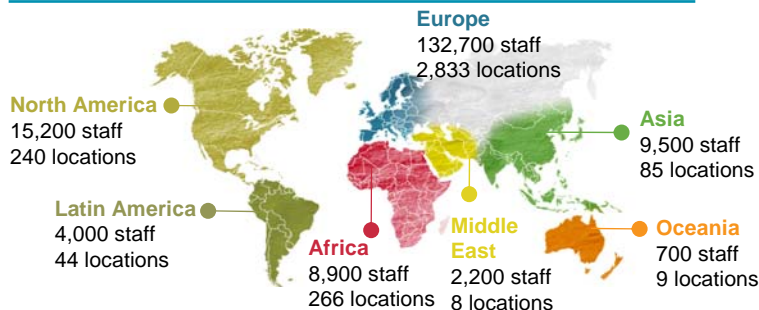 Europe
132,700 staff
2,833 locations
North America
15,200 staff
240 locations
Asia
9,500 staff
85 locations
Latin America
4,000 staff
44 locations
Africa
8,900 staff
266 locations
Middle
East
2,200 staff
8 locations
Oceania
700 staff
9 locations